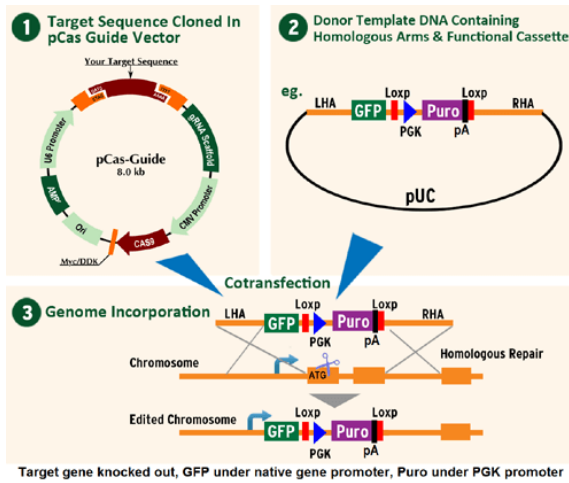 1 Target Sequence Cloned In
pCas Guide Vector
Your Target Sequence
U6 Promoter
pRNA Scaffold
pCas-Guide
8.0 kb
AMPr
CMV Promoter
Ori
CAS9
Myc/DDK
2 Donor Template DNA Containing
Homologous Arms & Functional Cassette
eg.
Loxp Loxp
LHA GFP Puro RHA
PGK pA
pUC
Cotransfection
3 Genome Incorporation
LHA Loxp Loxp RHA
GFP Puro
PGK pA
Chromosome Homologous Repair
ATG
Edited Chromosome Loxp Loxp
GFP Puro
PGK pA
Target gene knocked out, GFP under native gene promoter, Puro under PGK promoter